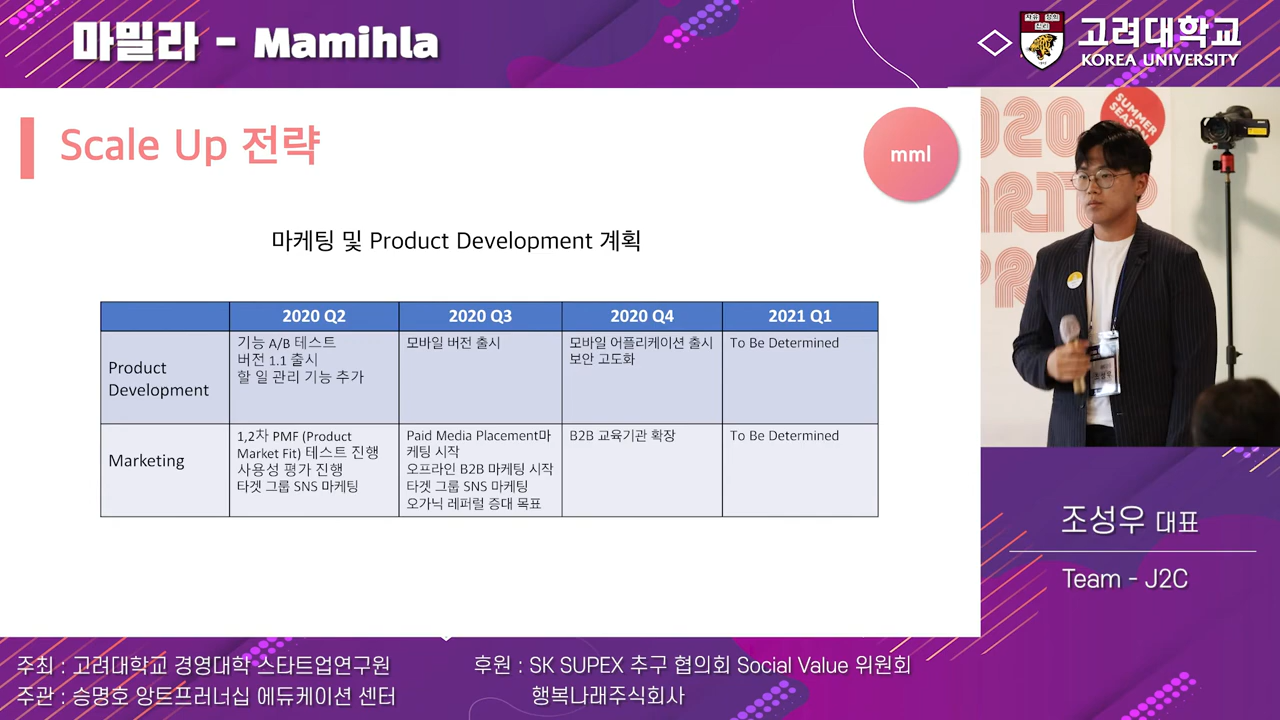 마밀라 - Mamihla
고려대학교
KOREA UNIVERSITY
Scale Up 전략
mml
마케팅 및 Product Development 계획
2020 Q2
2020 Q3
2020 Q4
2021 Q1
Product
Development
기능 A/B 테스트
버전 1.1 출시
할 일 관리 기능 추가
모바일 버전 출시
모바일 어플리케이션 출시
보안 고도화
To Be Determined
Marketing
1,2차 PMF (Product
Market Fit) 테스트 진행
사용성 평가 진행
타겟 그룹 SNS 마케팅
Paid Media Placement마
케팅 시작
오프라인 B2B 마케팅 시작
타겟 그룹 SNS 마케팅
오가닉 레퍼럴 증대 목표
B2B 교육기관 확장
To Be Determined
2020
SUMMER
SEASON
조성우 대표
Team - J2C
주최 : 고려대학교 경영대학 스타트업연구원
주관 : 승명호 앙트프러너십 에듀케이션 센터
후원 : SK SUPEX 추구 협의회 Social Value 위원회
행복나래주식회사